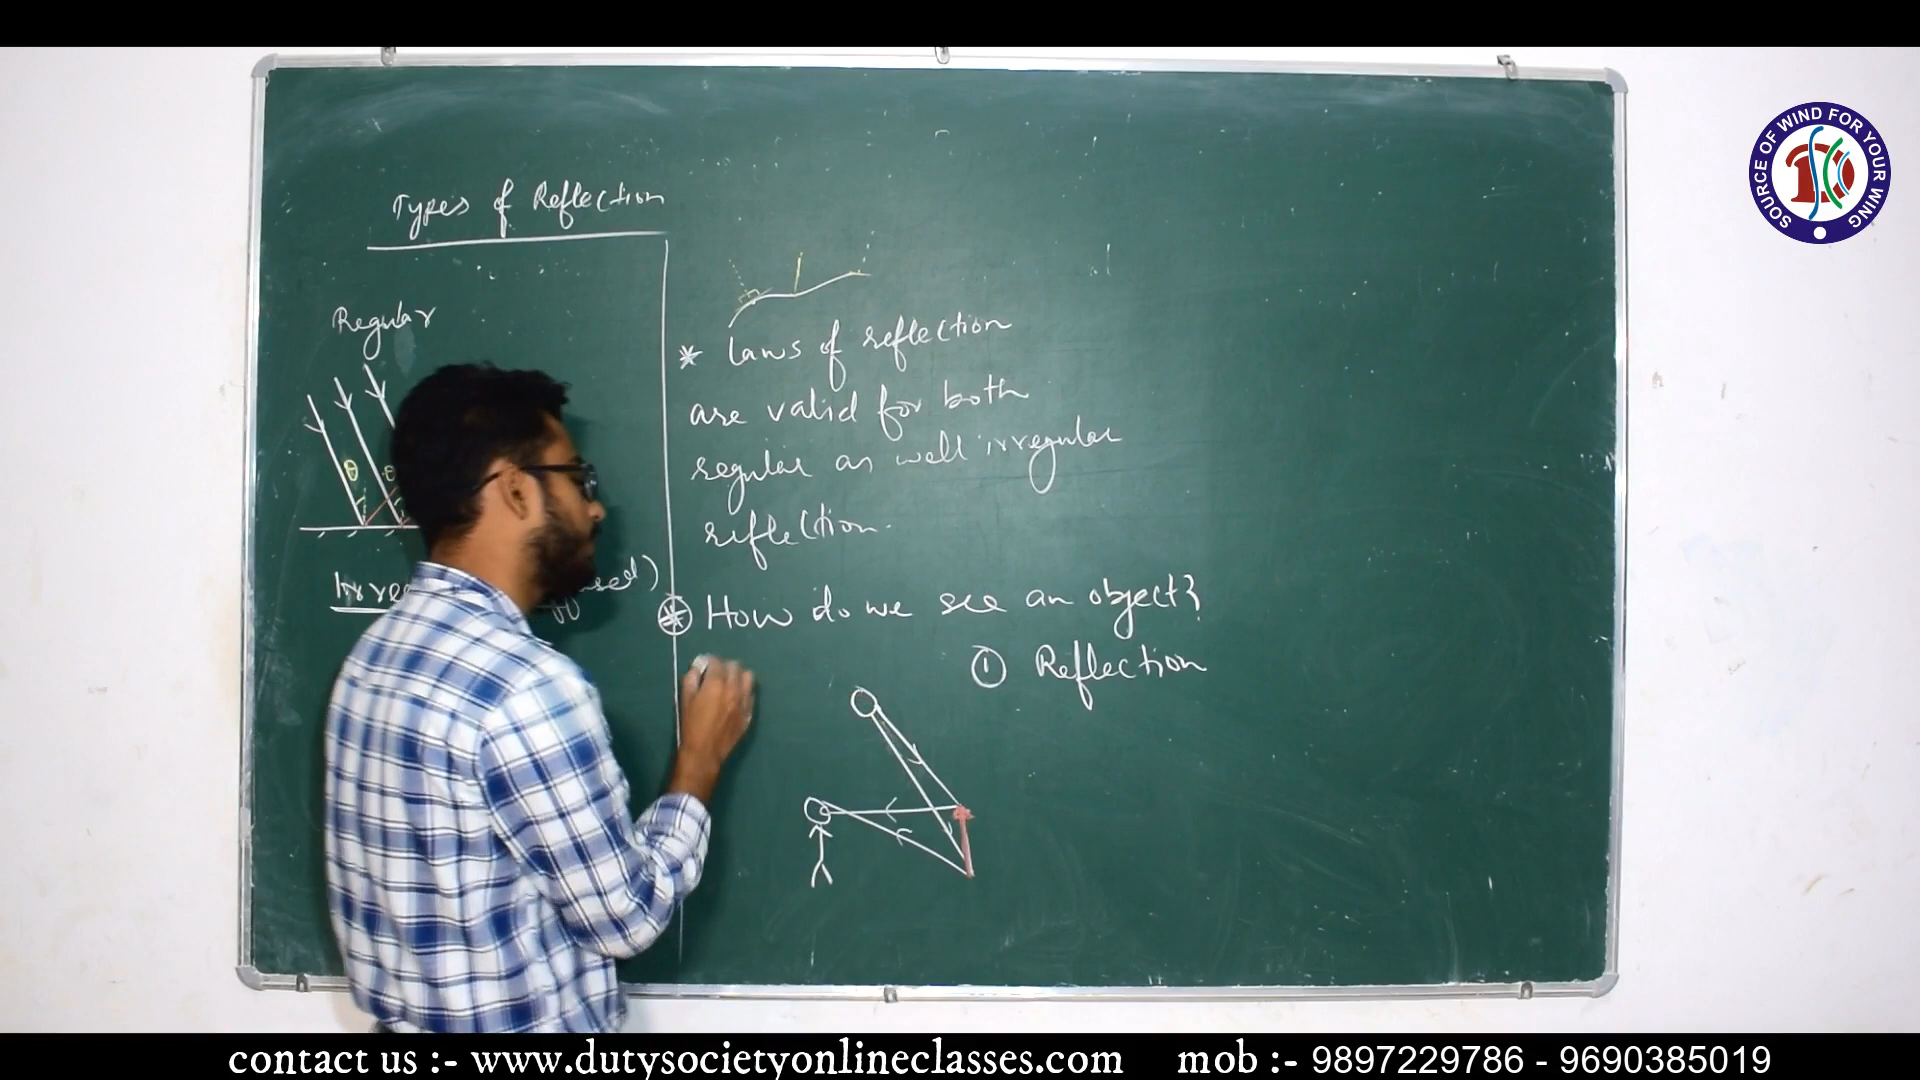 SOURCE OF WIND FOR YOUR WING
Types of Reflection
Regular
θ θ
* Laws of reflection
are valid for both
regular as well irregular
reflection.
* How do we see an object?
① Reflection
contact us :- www.dutysocietyonlineclasses.com mob :- 9897229786 - 9690385019